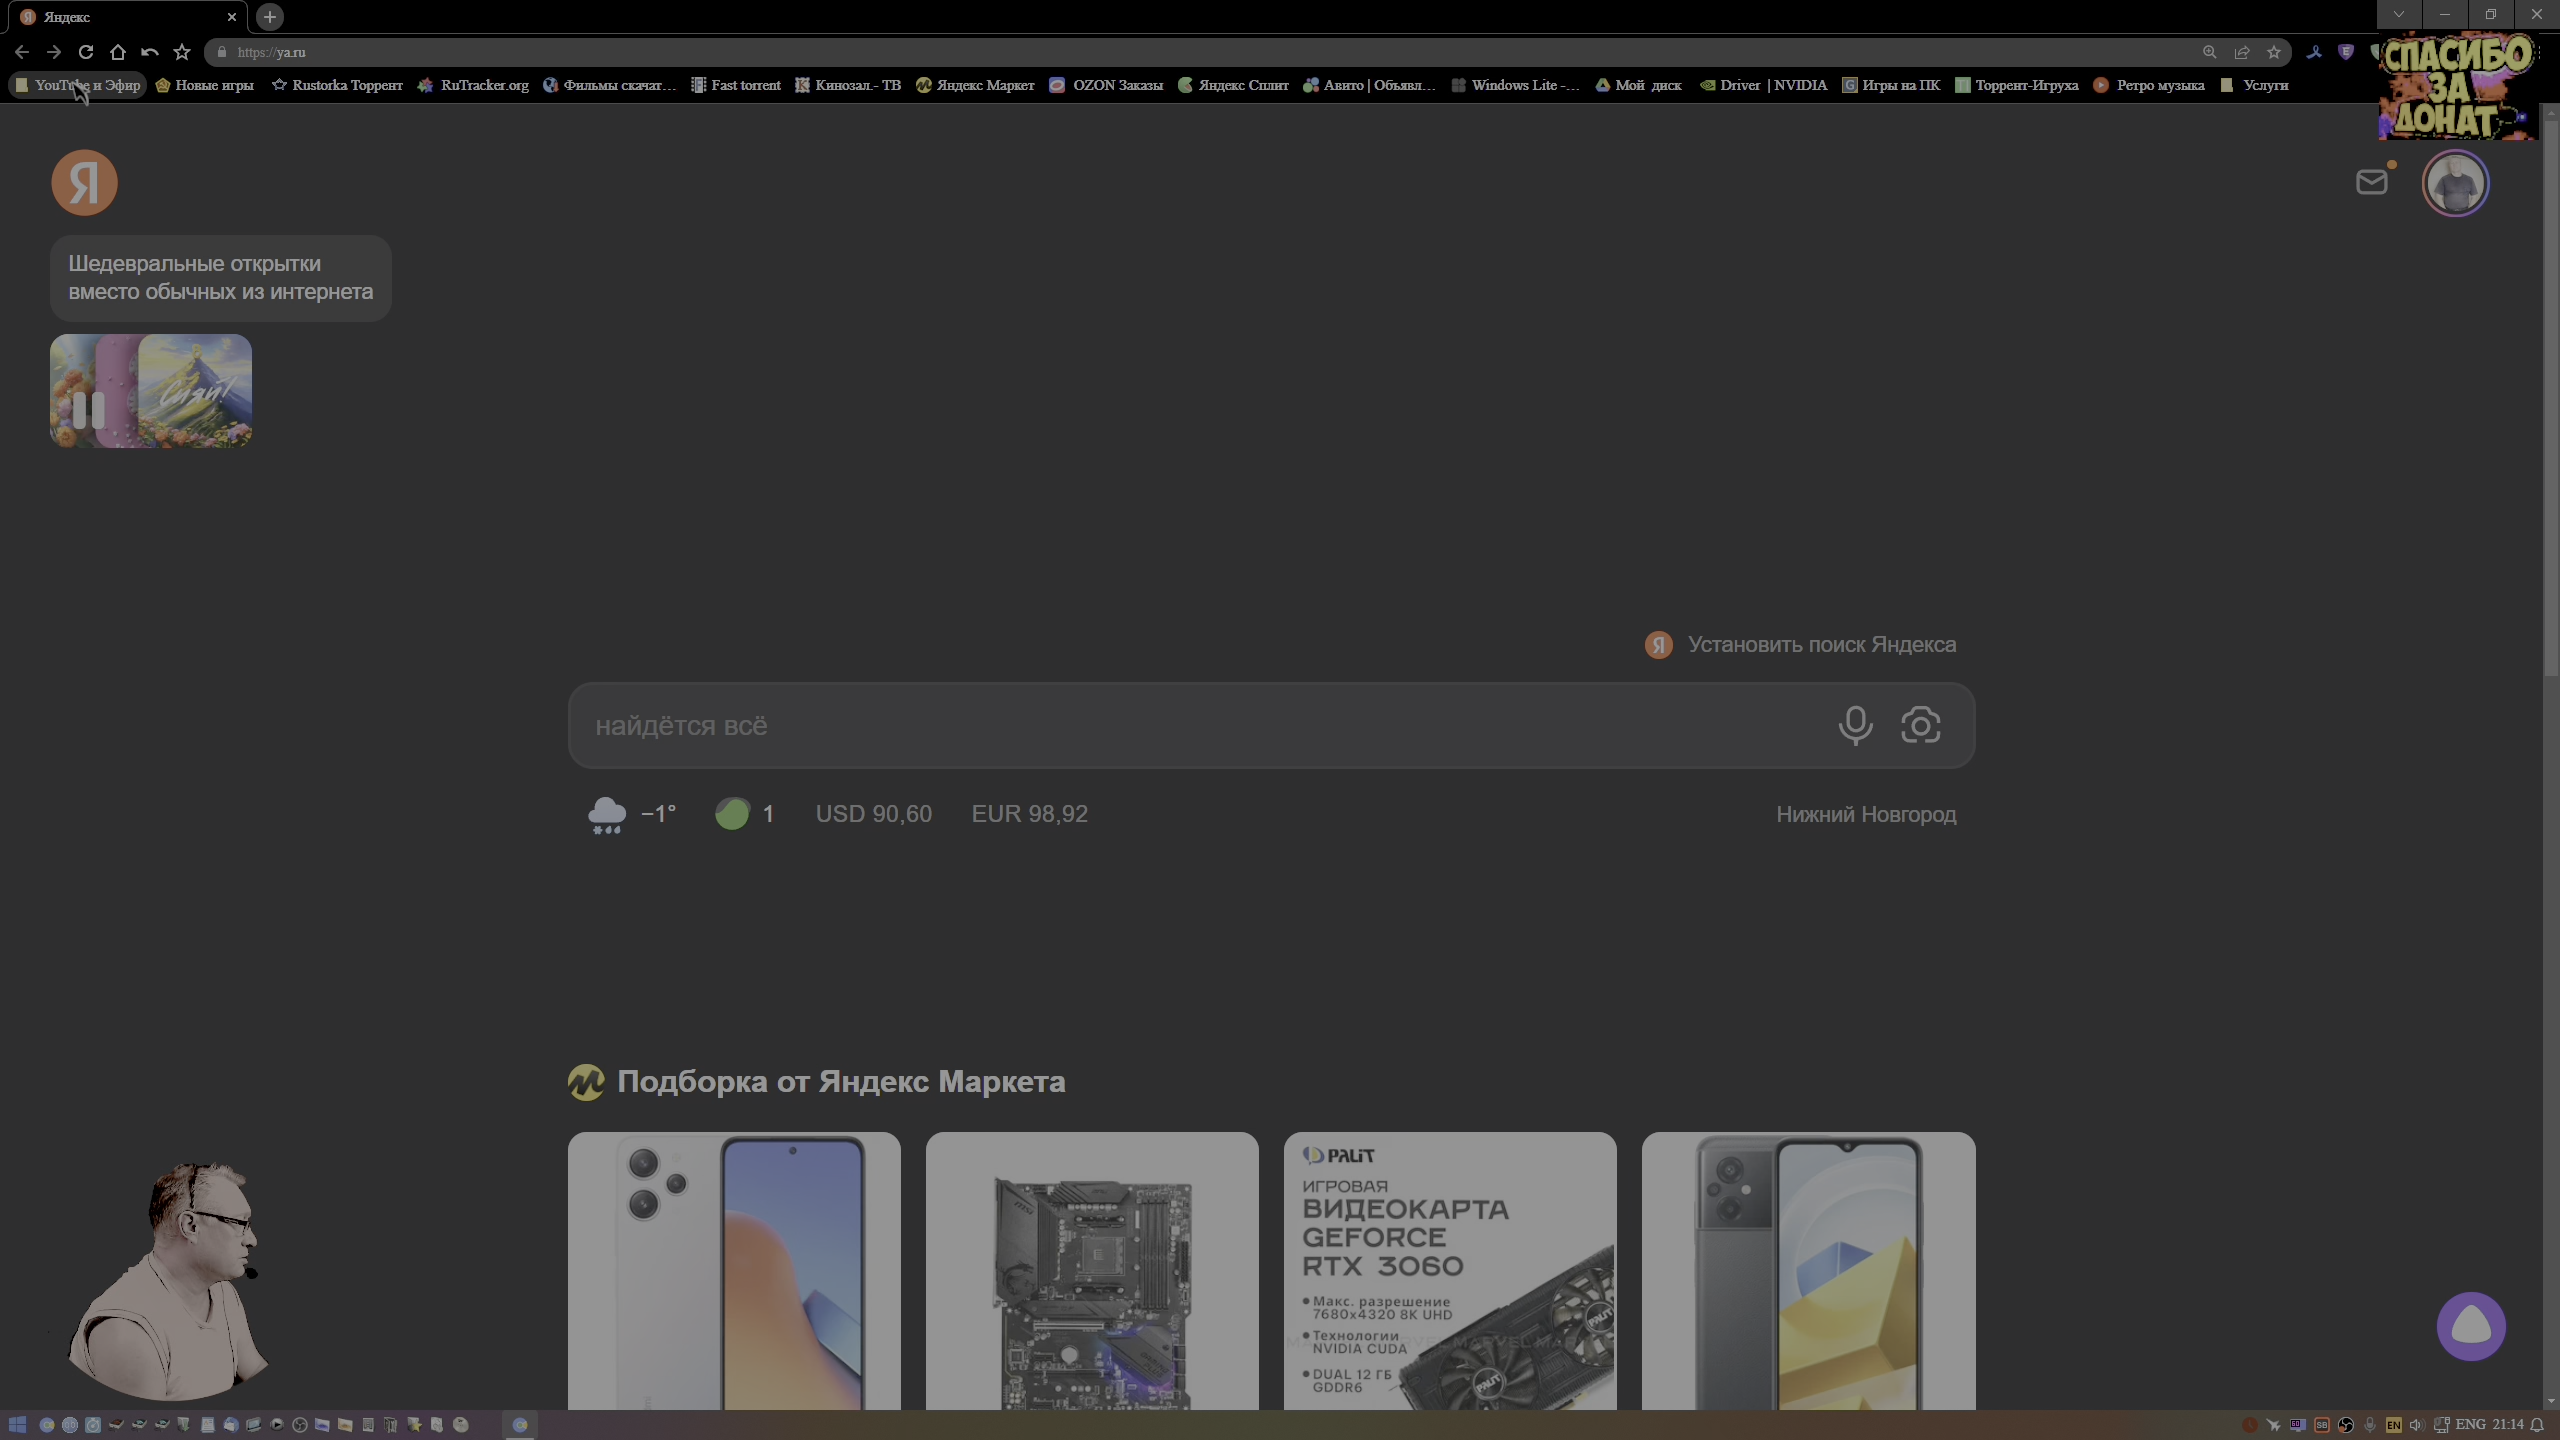 Яндекс
https://ya.ru
YouTube и Эфир
Новые игры
Rustorka Торрент
RuTracker.org
Фильмы скачат...
Fast torrent
Кинозал.- ТВ
Яндекс Маркет
OZON Заказы
Яндекс Сплит
Авито | Объявл...
Windows Lite -...
Мой диск
Driver | NVIDIA
Игры на ПК
Торрент-Игруха
Ретро музыка
Услуги
СПАСИБО
ЗА
ДОНАТ
Я
Шедевральные открытки
вместо обычных из интернета
Сияй!
Я Установить поиск Яндекса
найдётся всё
−1° 1 USD 90,60 EUR 98,92 Нижний Новгород
Подборка от Яндекс Маркета
PALIT
ИГРОВАЯ
ВИДЕОКАРТА
GEFORCE
RTX 3060
• Макс. разрешение
7680x4320 8K UHD
• Технологии
NVIDIA CUDA
• DUAL 12 ГБ
GDDR6
PALIT
PALIT
EN
ENG 21:14